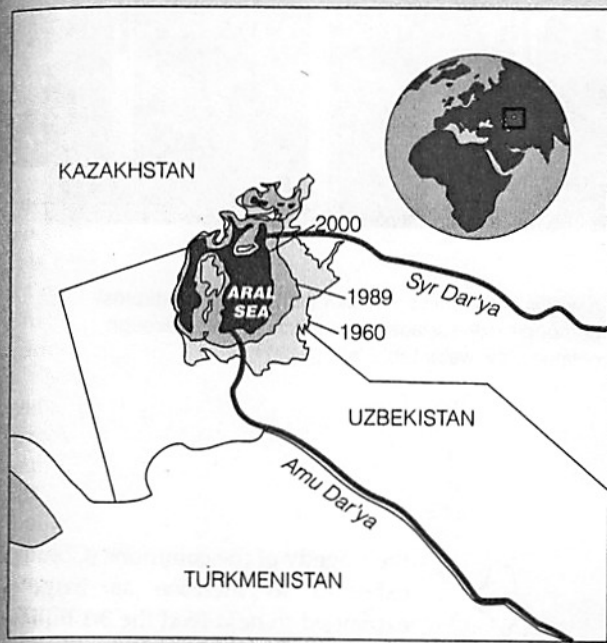 KAZAKHSTAN
2000
ARAL
SEA
1989
1960
Syr Dar'ya
UZBEKISTAN
Amu Dar'ya
TURKMENISTAN